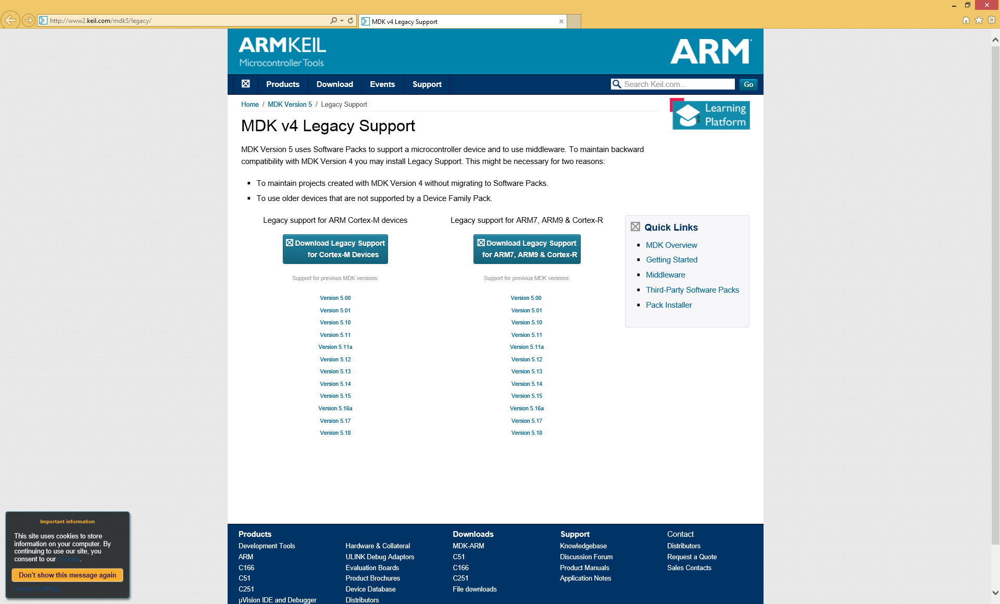 http://www2.keil.com/mdk5/legacy/
MDK v4 Legacy Support
ARMKEIL
Microcontroller Tools
ARM
Products
Download
Events
Support
Search Keil.com...
Go
Home / MDK Version 5 / Legacy Support
Learning
Platform
MDK v4 Legacy Support
MDK Version 5 uses Software Packs to support a microcontroller device and to use middleware. To maintain backward
compatibility with MDK Version 4 you may install Legacy Support. This might be necessary for two reasons:
To maintain projects created with MDK Version 4 without migrating to Software Packs.
To use older devices that are not supported by a Device Family Pack.
Legacy support for ARM Cortex-M devices
Download Legacy Support
for Cortex-M Devices
Support for previous MDK versions:
Version 5.00
Version 5.01
Version 5.10
Version 5.11
Version 5.11a
Version 5.12
Version 5.13
Version 5.14
Version 5.15
Version 5.16a
Version 5.17
Version 5.18
Legacy support for ARM7, ARM9 & Cortex-R
Download Legacy Support
for ARM7, ARM9 & Cortex-R
Support for previous MDK versions:
Version 5.00
Version 5.01
Version 5.10
Version 5.11
Version 5.11a
Version 5.12
Version 5.13
Version 5.14
Version 5.15
Version 5.16a
Version 5.17
Version 5.18
Quick Links
MDK Overview
Getting Started
Middleware
Third-Party Software Packs
Pack Installer
Important information
This site uses cookies to store
information on your computer. By
continuing to use our site, you
consent to our cookies.
Don't show this message again
Change Settings
Products
Development Tools
ARM
C166
C51
C251
µVision IDE and Debugger
Hardware & Collateral
ULINK Debug Adaptors
Evaluation Boards
Product Brochures
Device Database
Distributors
Downloads
MDK-ARM
C51
C166
C251
File downloads
Support
Knowledgebase
Discussion Forum
Product Manuals
Application Notes
Contact
Distributors
Request a Quote
Sales Contacts